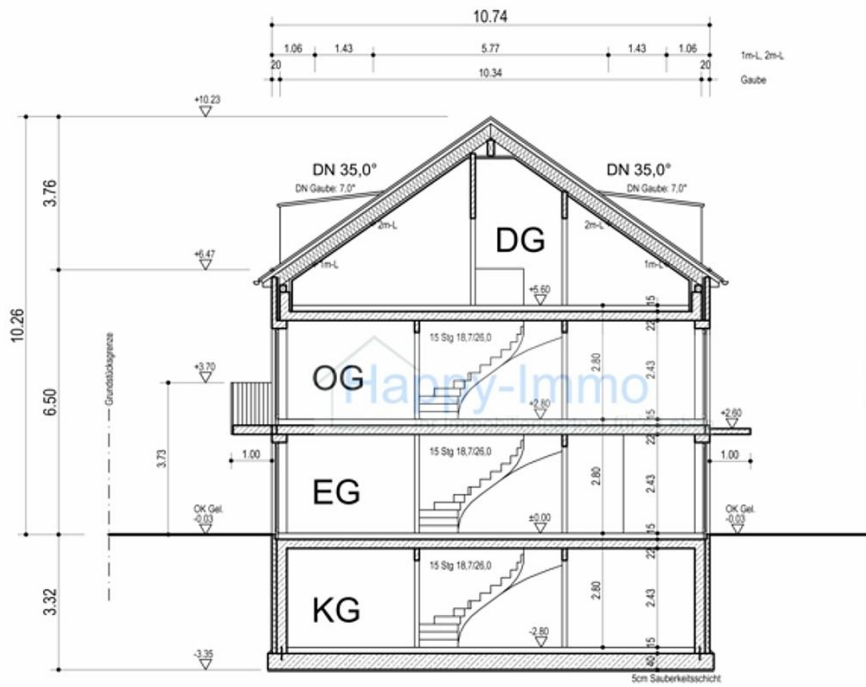 10.74
1.06 1.43 5.77 1.43 1.06 1m-L, 2m-L
20 10.34 20 Gaube
+10.23
DN 35,0° DN 35,0°
DN Gaube: 7,0° DN Gaube: 7,0°
3.76
2m-L 2m-L
DG
+6.47
1m-L 1m-L
+5.60
15
22
10.26
Grundstücksgrenze
15 Stg 18,7/26,0
+3.70
OG
2.80
2.43
Happy-Immo
6.50
+2.80
15
+2.60
22
3.73
15 Stg 18,7/26,0
1.00 1.00
EG
2.80
2.43
OK Gel.
-0.03
±0.00
OK Gel.
-0.03
15
22
15 Stg 18,7/26,0
3.32
KG
2.80
2.43
-2.80
15
-3.35
40
5cm Sauberkeitsschicht